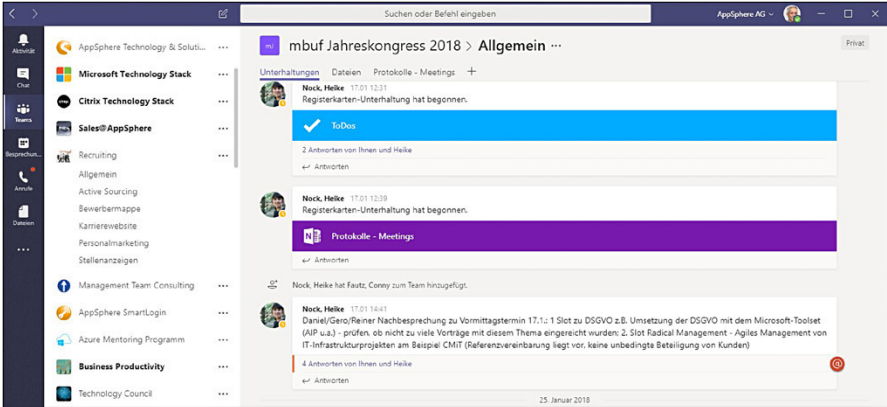 Suchen oder Befehl eingeben
AppSphere AG
Aktivität
Chat
Teams
Besprechun...
Anrufe
Dateien
AppSphere Technology & Soluti...
Microsoft Technology Stack
Citrix Technology Stack
Sales@AppSphere
Recruiting
Allgemein
Active Sourcing
Bewerbermappe
Karrierewebsite
Personalmarketing
Stellenanzeigen
Management Team Consulting
AppSphere SmartLogin
Azure Mentoring Programm
Business Productivity
Technology Council
mJ
mbuf Jahreskongress 2018 > Allgemein ...
Privat
Unterhaltungen Dateien Protokolle - Meetings +
Nock, Heike 17.01 12:31
Registerkarten-Unterhaltung hat begonnen.
ToDos
2 Antworten von Ihnen und Heike
Antworten
Nock, Heike 17.01 12:39
Registerkarten-Unterhaltung hat begonnen.
N Protokolle - Meetings
Antworten
Nock, Heike hat Fautz, Conny zum Team hinzugefügt.
Nock, Heike 17.01 14:41
Daniel/Gero/Reiner Nachbesprechung zu Vormittagstermin 17.1.: 1 Slot zu DSGVO z.B. Umsetzung der DSGVO mit dem Microsoft-Toolset
(AIP u.a.) - prüfen, ob nicht zu viele Vorträge mit diesem Thema eingereicht wurden; 2. Slot Radical Management - Agiles Management von
IT-Infrastrukturprojekten am Beispiel CMiT (Referenzvereinbarung liegt vor, keine unbedingte Beteiligung von Kunden)
4 Antworten von Ihnen und Heike
@
Antworten
25. Januar 2018